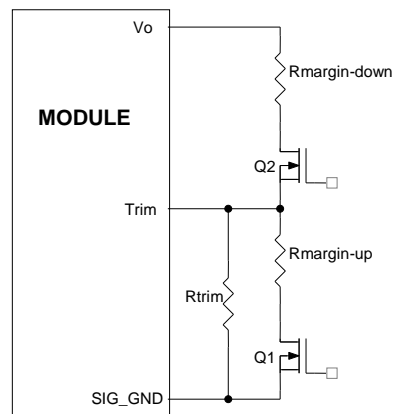 Vo
Rmargin-down
MODULE
Q2
Trim
Rmargin-up
Rtrim
Q1
SIG_GND